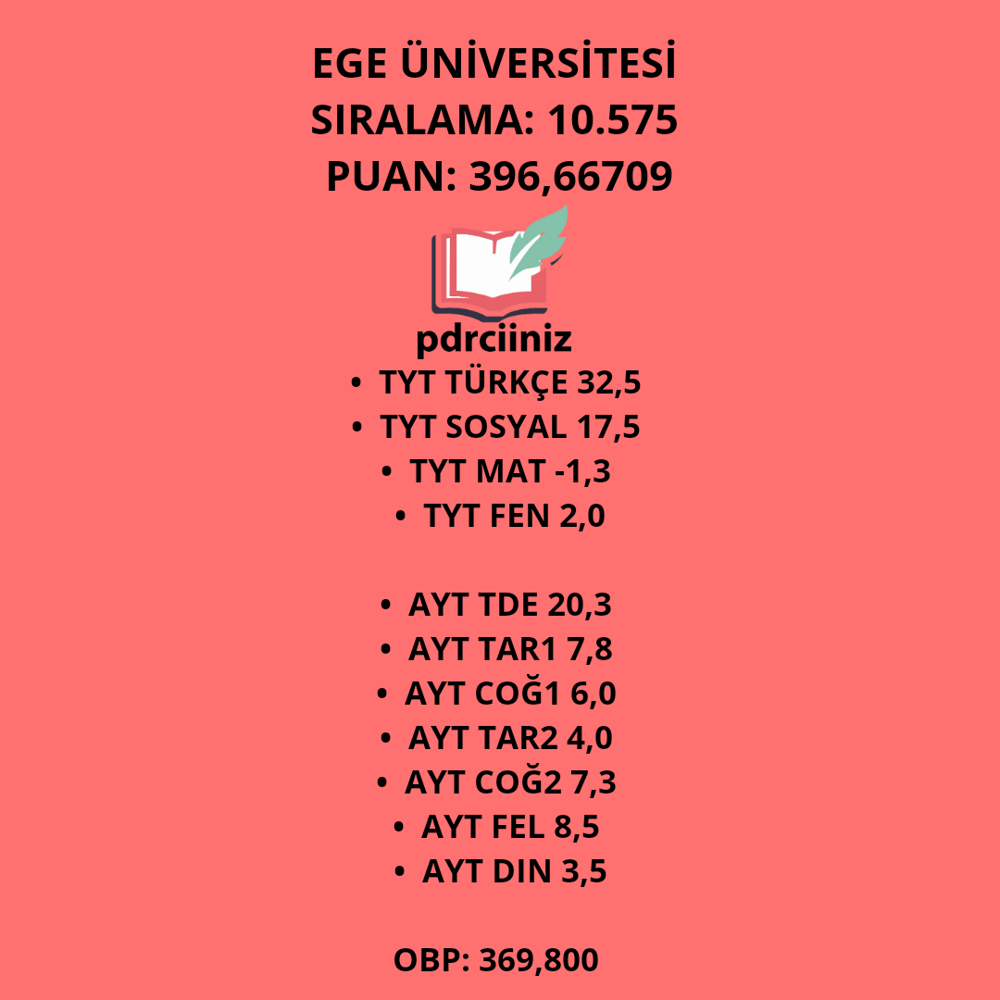 EGE ÜNİVERSİTESİ
SIRALAMA: 10.575
PUAN: 396,66709
pdrciiniz
• TYT TÜRKÇE 32,5
• TYT SOSYAL 17,5
• TYT MAT -1,3
• TYT FEN 2,0
• AYT TDE 20,3
• AYT TAR1 7,8
• AYT COĞ1 6,0
• AYT TAR2 4,0
• AYT COĞ2 7,3
• AYT FEL 8,5
• AYT DIN 3,5
OBP: 369,800